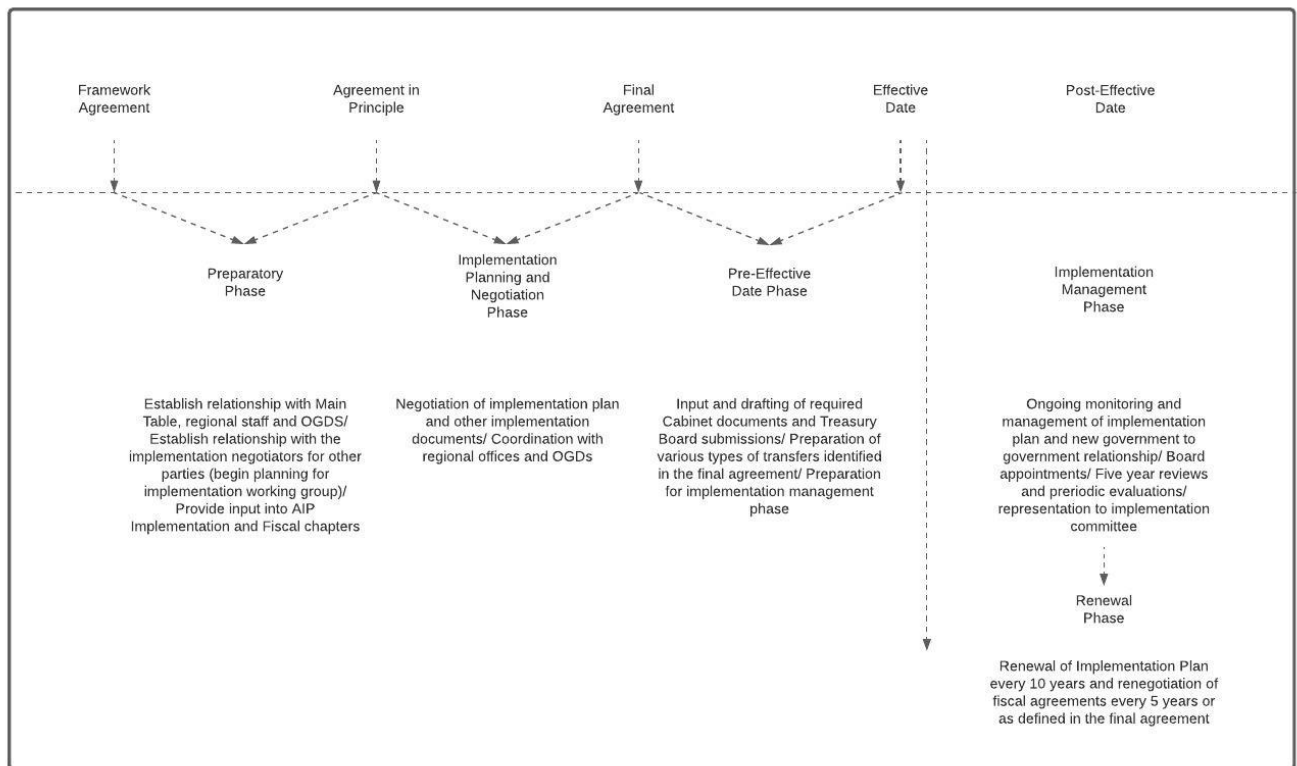 Framework
Agreement
Agreement in
Principle
Final
Agreement
Effective
Date
Post-Effective
Date
Preparatory
Phase
Implementation
Planning and
Negotiation
Phase
Pre-Effective
Date Phase
Implementation
Management
Phase
Establish relationship with Main
Table, regional staff and OGDS/
Establish relationship with the
implementation negotiators for other
parties (begin planning for
implementation working group)/
Provide input into AIP
Implementation and Fiscal chapters
Negotiation of implementation plan
and other implementation
documents/ Coordination with
regional offices and OGDs
Input and drafting of required
Cabinet documents and Treasury
Board submissions/ Preparation of
various types of transfers identified
in the final agreement/ Preparation
for implementation management
phase
Ongoing monitoring and
management of implementation
plan and new government to
government relationship/ Board
appointments/ Five year reviews
and preriodic evaluations/
representation to implementation
committee
Renewal
Phase
Renewal of Implementation Plan
every 10 years and renegotiation of
fiscal agreements every 5 years or
as defined in the final agreement